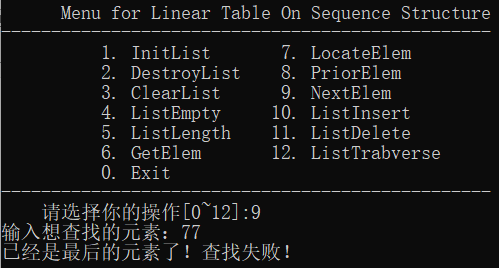 Menu for Linear Table On Sequence Structure
-------------------------------------------------
1. InitList 7. LocateElem
2. DestroyList 8. PriorElem
3. ClearList 9. NextElem
4. ListEmpty 10. ListInsert
5. ListLength 11. ListDelete
6. GetElem 12. ListTrabverse
0. Exit
-------------------------------------------------
请选择你的操作[0~12]:9
输入想查找的元素：77
已经是最后的元素了！查找失败！